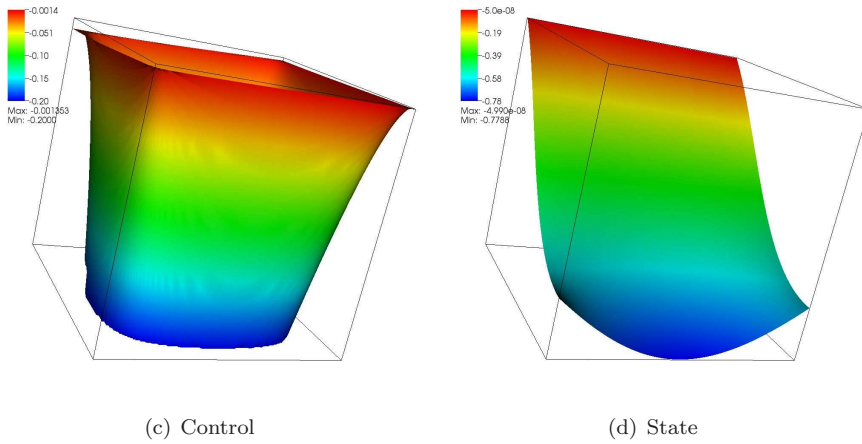 -0.0014
-0.051
-0.10
-0.15
-0.20
Max: -0.001353
Min: -0.2000
-5.0e-08
-0.19
-0.39
-0.58
-0.78
Max: -4.990e-08
Min: -0.7788
(c) Control
(d) State